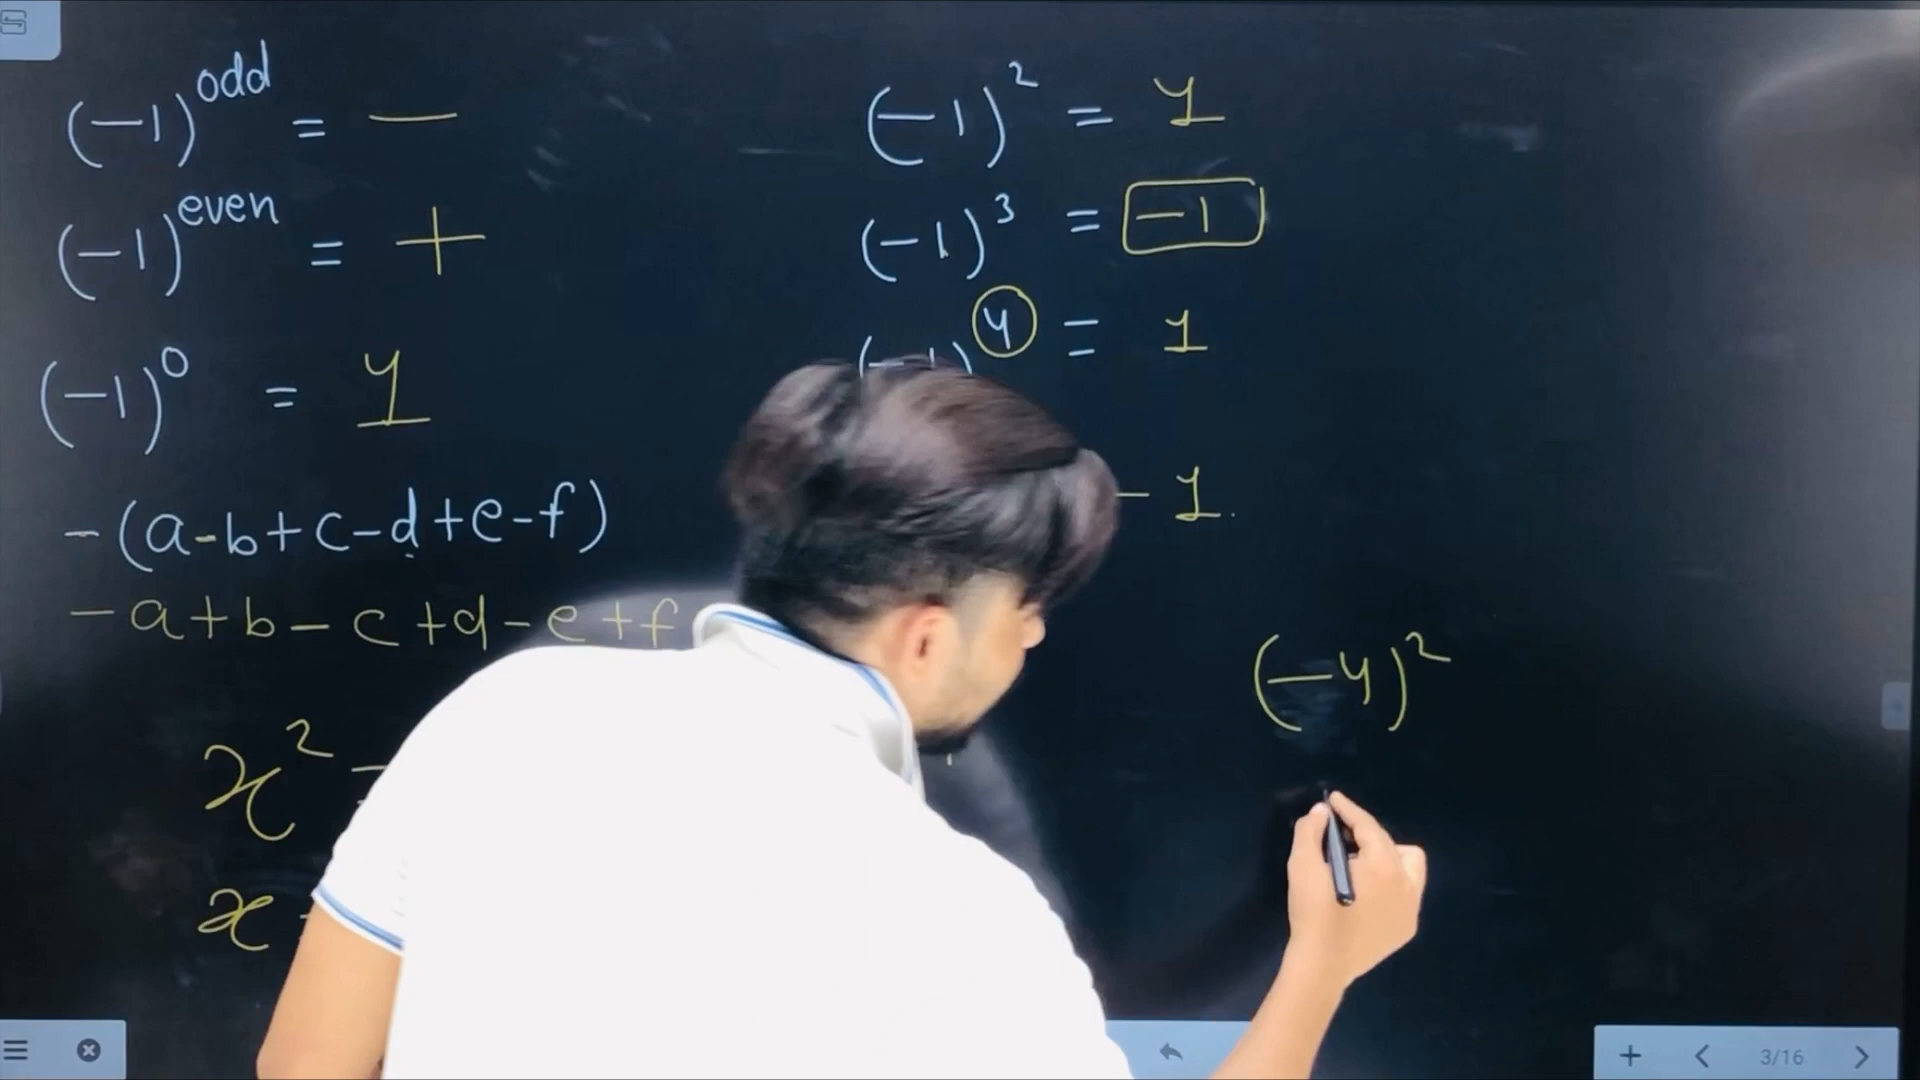 (-1)^odd = −
(-1)^even = +
(-1)^0 = 1
-(a-b+c-d+e-f)
-a+b-c+d-e+f
x^2 -
x
(-1)^2 = 1
(-1)^3 = -1
(-1)^4 = 1
- 1.
(-4)^2
3/16